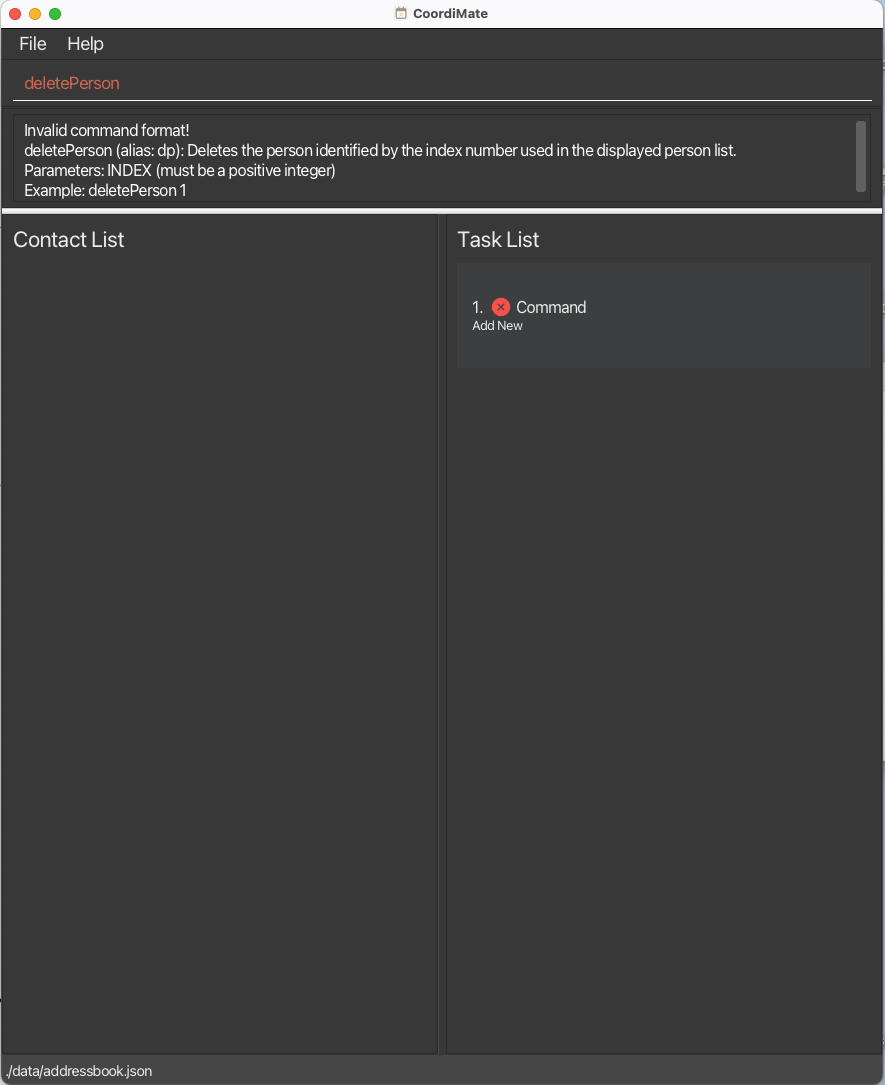 CoordiMate
File Help
deletePerson
Invalid command format!
deletePerson (alias: dp): Deletes the person identified by the index number used in the displayed person list.
Parameters: INDEX (must be a positive integer)
Example: deletePerson 1
Contact List
Task List
1. Command
Add New
./data/addressbook.json